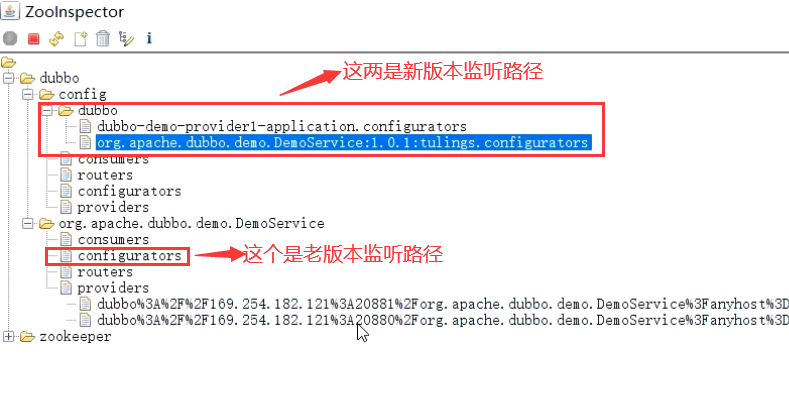 ZooInspector
这两是新版本监听路径
dubbo
config
dubbo
dubbo-demo-provider1-application.configurators
org.apache.dubbo.demo.DemoService:1.0.1:tulings.configurators
consumers
routers
configurators
providers
org.apache.dubbo.demo.DemoService
consumers
configurators
这个是老版本监听路径
routers
providers
dubbo%3A%2F%2F169.254.182.121%3A20881%2Forg.apache.dubbo.demo.DemoService%3Fanyhost%3D
dubbo%3A%2F%2F169.254.182.121%3A20880%2Forg.apache.dubbo.demo.DemoService%3Fanyhost%3D
zookeeper